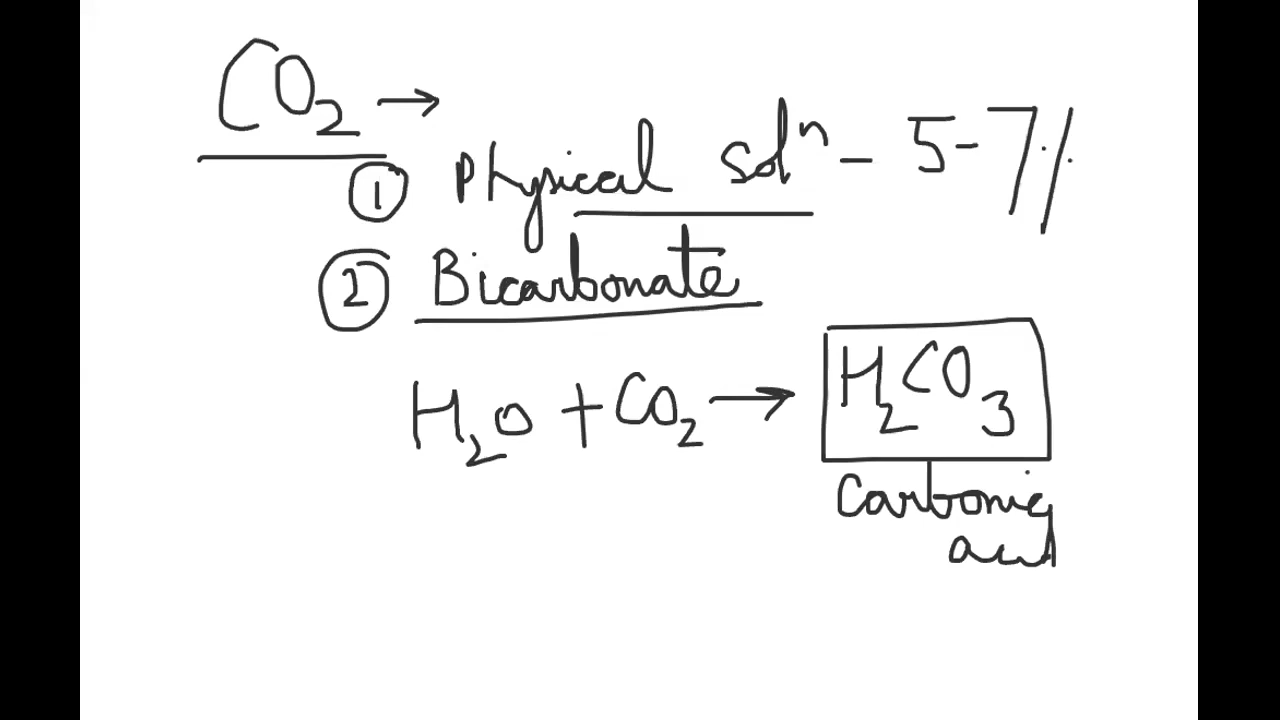 CO₂ →
① Physical solⁿ - 5-7%
② Bicarbonate
H₂O + CO₂ → H₂CO₃
Carbonic
acid